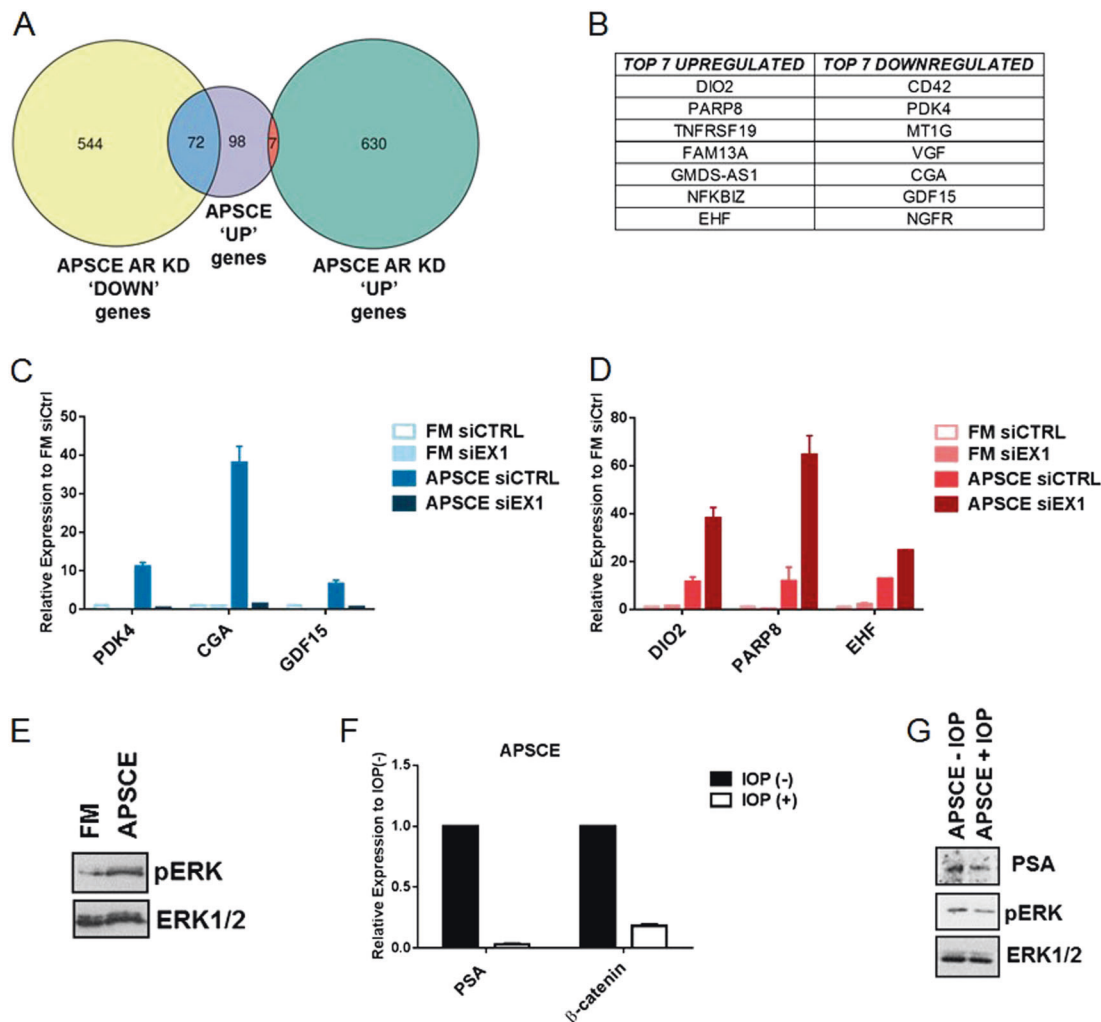 A
544
72
98
7
630
APSCE AR KD
'DOWN'
genes
APSCE
'UP'
genes
APSCE AR KD
'UP'
genes
B
TOP 7 UPREGULATED TOP 7 DOWNREGULATED
DIO2 CD42
PARP8 PDK4
TNFRSF19 MT1G
FAM13A VGF
GMDS-AS1 CGA
NFKBIZ GDF15
EHF NGFR
C
Relative Expression to FM siCtrl
50
40
30
20
10
0
PDK4
CGA
GDF15
FM siCTRL
FM siEX1
APSCE siCTRL
APSCE siEX1
D
Relative Expression to FM siCtrl
80
60
40
20
0
DIO2
PARP8
EHF
FM siCTRL
FM siEX1
APSCE siCTRL
APSCE siEX1
E
FM
APSCE
pERK
ERK1/2
F
APSCE
Relative Expression to IOP(-)
1.5
1.0
0.5
0.0
PSA
β-catenin
IOP (-)
IOP (+)
G
APSCE - IOP
APSCE + IOP
PSA
pERK
ERK1/2